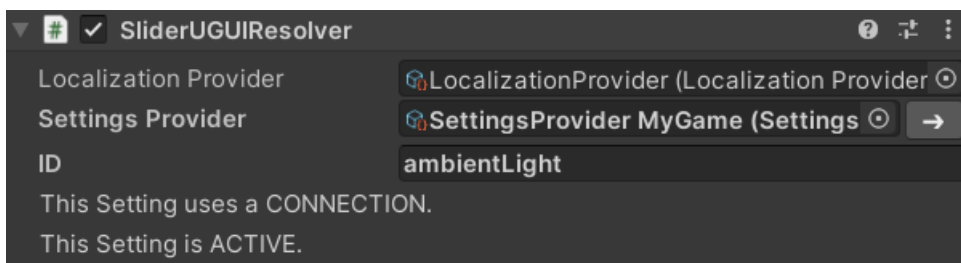 SliderUGUIResolver
Localization Provider LocalizationProvider (Localization Provider
Settings Provider SettingsProvider MyGame (Settings
ID ambientLight
This Setting uses a CONNECTION.
This Setting is ACTIVE.